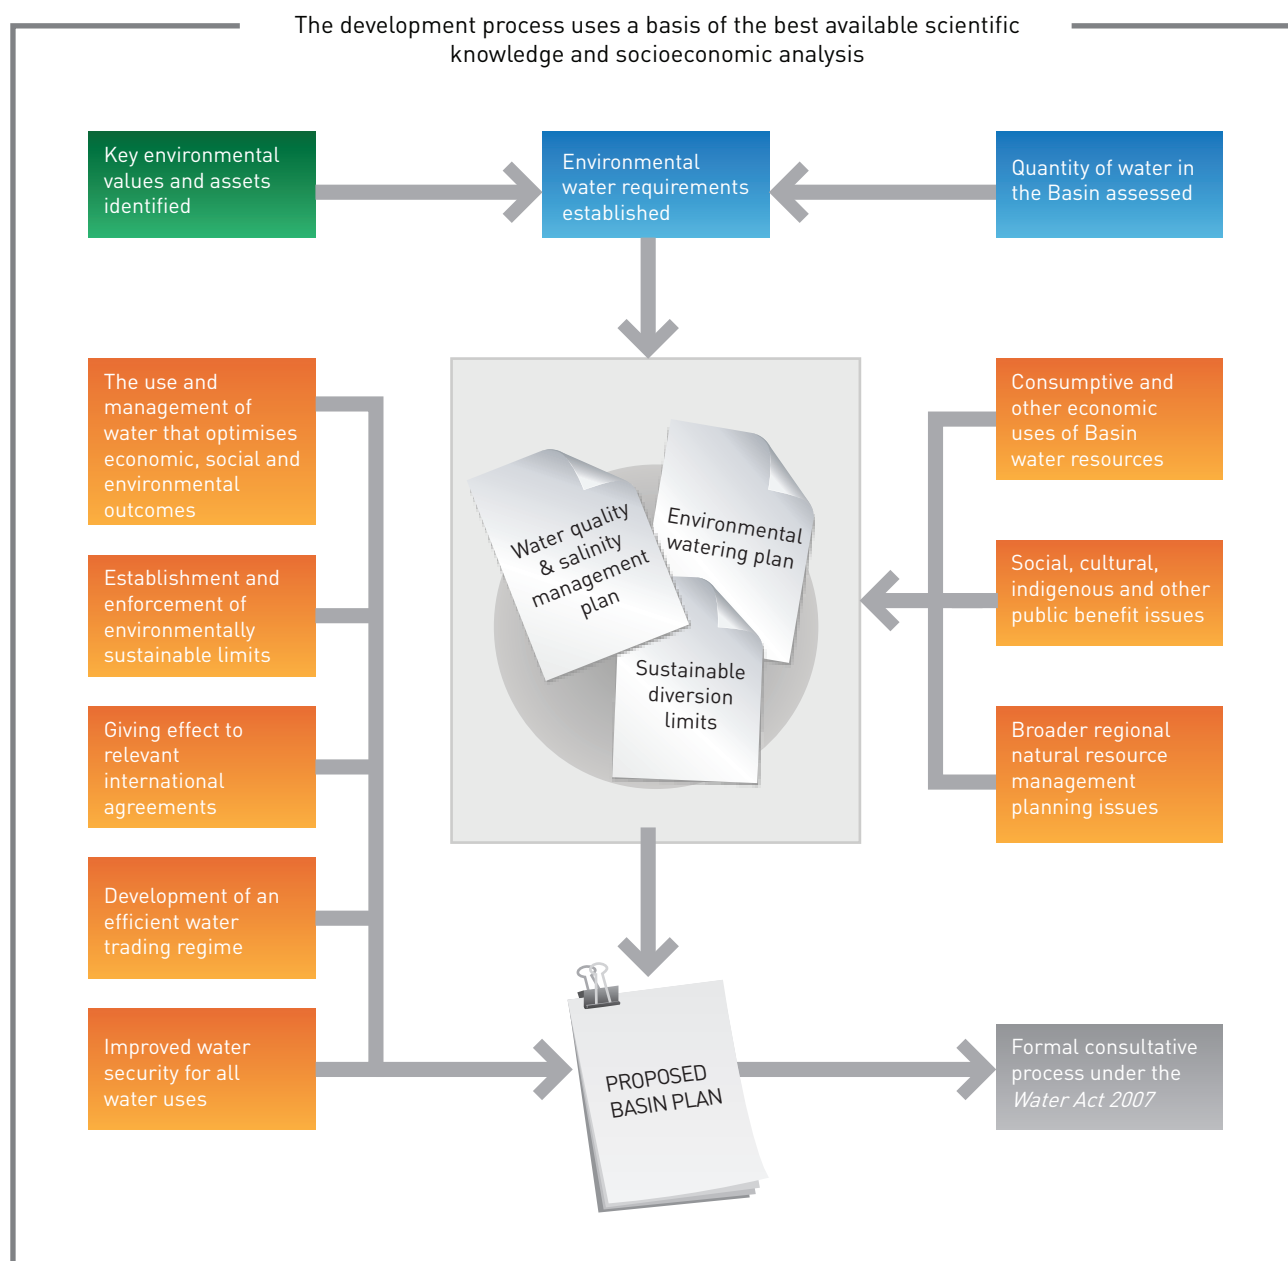 The development process uses a basis of the best available scientific
knowledge and socioeconomic analysis
Key environmental
values and assets
identified
Environmental
water requirements
established
Quantity of water in
the Basin assessed
The use and
management of
water that optimises
economic, social and
environmental
outcomes
Establishment and
enforcement of
environmentally
sustainable limits
Giving effect to
relevant
international
agreements
Development of an
efficient water
trading regime
Improved water
security for all
water uses
Water quality
& salinity
management
plan
Environmental
watering plan
Sustainable
diversion
limits
Consumptive and
other economic
uses of Basin
water resources
Social, cultural,
indigenous and other
public benefit issues
Broader regional
natural resource
management
planning issues
PROPOSED
BASIN PLAN
Formal consultative
process under the
Water Act 2007